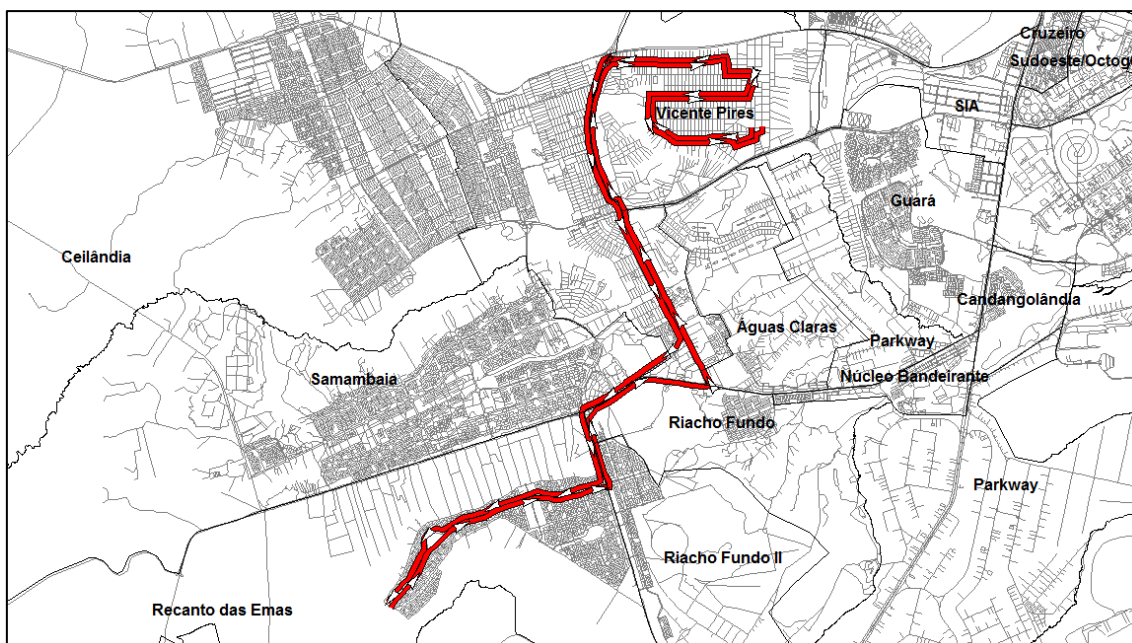 Cruzeiro
Sudoeste/Octog
SIA
Vicente Pires
Guará
Ceilândia
Candangolândia
Águas Claras
Parkway
Samambaia
Núcleo Bandeirante
Riacho Fundo
Parkway
Riacho Fundo II
Recanto das Emas